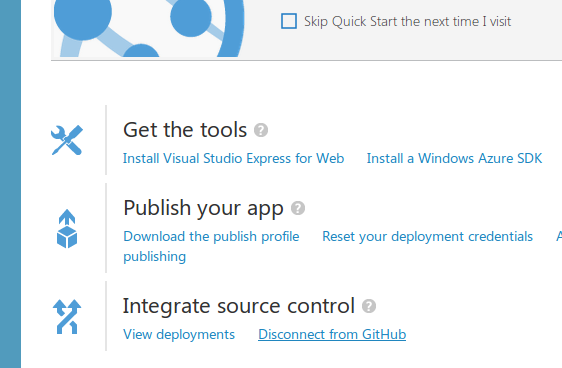 Skip Quick Start the next time I visit
Get the tools ?
Install Visual Studio Express for Web Install a Windows Azure SDK
Publish your app ?
Download the publish profile Reset your deployment credentials A
publishing
Integrate source control ?
View deployments Disconnect from GitHub